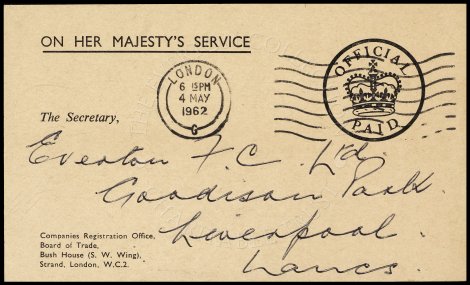 ON HER MAJESTY'S SERVICE
OFFICIAL
PAID
LONDON
6 15PM
4 MAY
1962
G
The Secretary,
Everton F.C. Ltd.
Goodison Park.
Liverpool.
Lancs.
Companies Registration Office,
Board of Trade,
Bush House (S. W. Wing),
Strand, London, W.C.2.